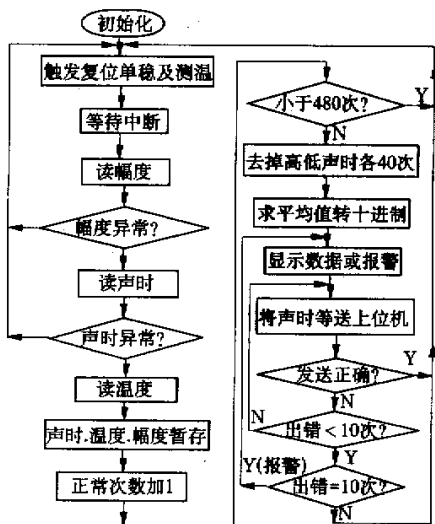 初始化
触发复位单稳及测温
等待中断
读幅度
幅度异常?
读声时
声时异常?
读温度
声时.温度.幅度暂存
正常次数加1
小于480次?
Y
N
去掉高低声时各40次
求平均值转十进制
显示数据或报警
将声时等送上位机
发送正确?
Y
N
出错<10次?
N
Y
出错=10次?
Y(报警)
N